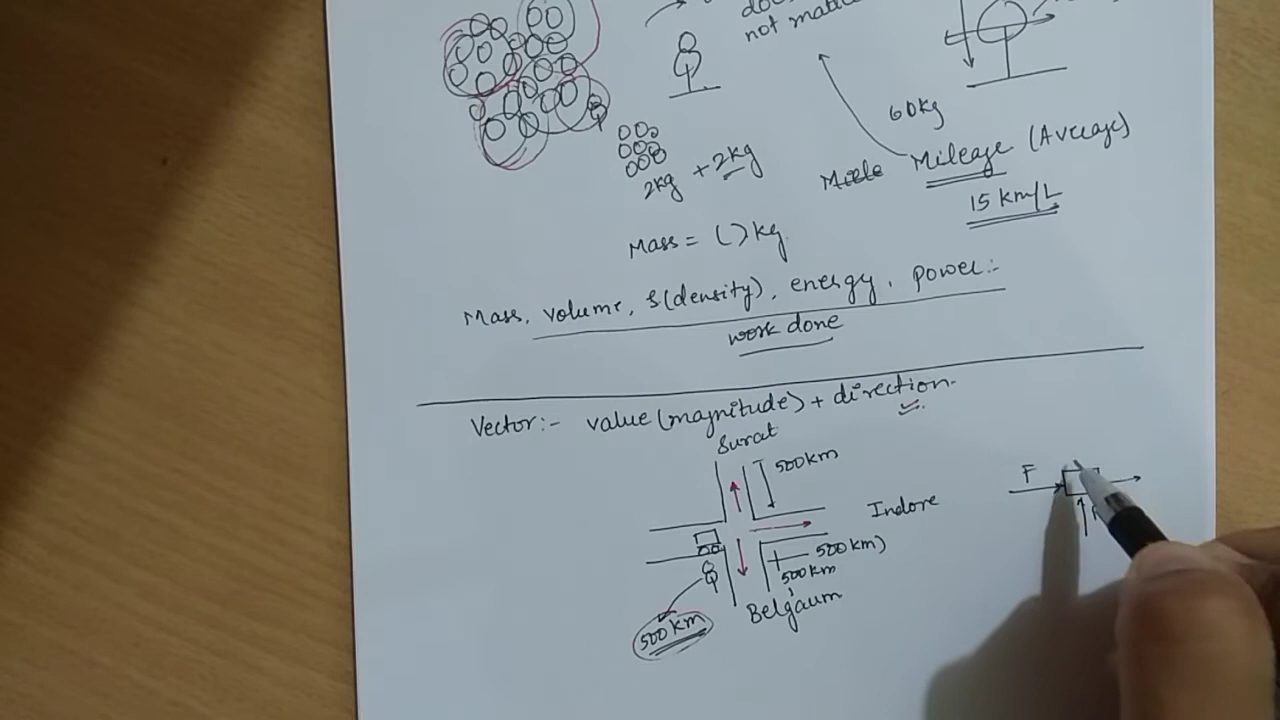 not matte
60kg
2kg + 2kg
Mileage (Average)
15 km/L
Mass = ( ) kg.
Mass, volume, ꟗ(density), energy, power:-
work done
Vector:- value (magnitude) + direction.
Surat
500km
F
Indore
500km)
500km
Belgaum
500 km